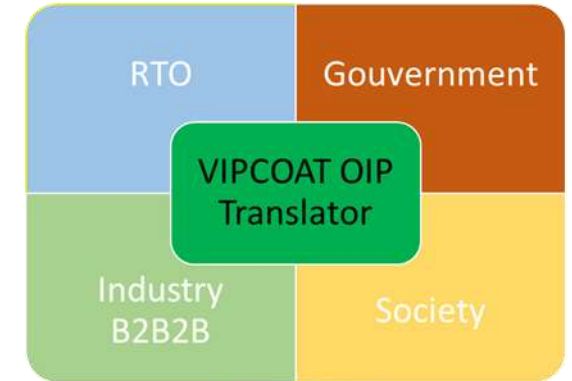 RTO
Gouvernment
VIPCOAT OIP
Translator
Industry
B2B2B
Society